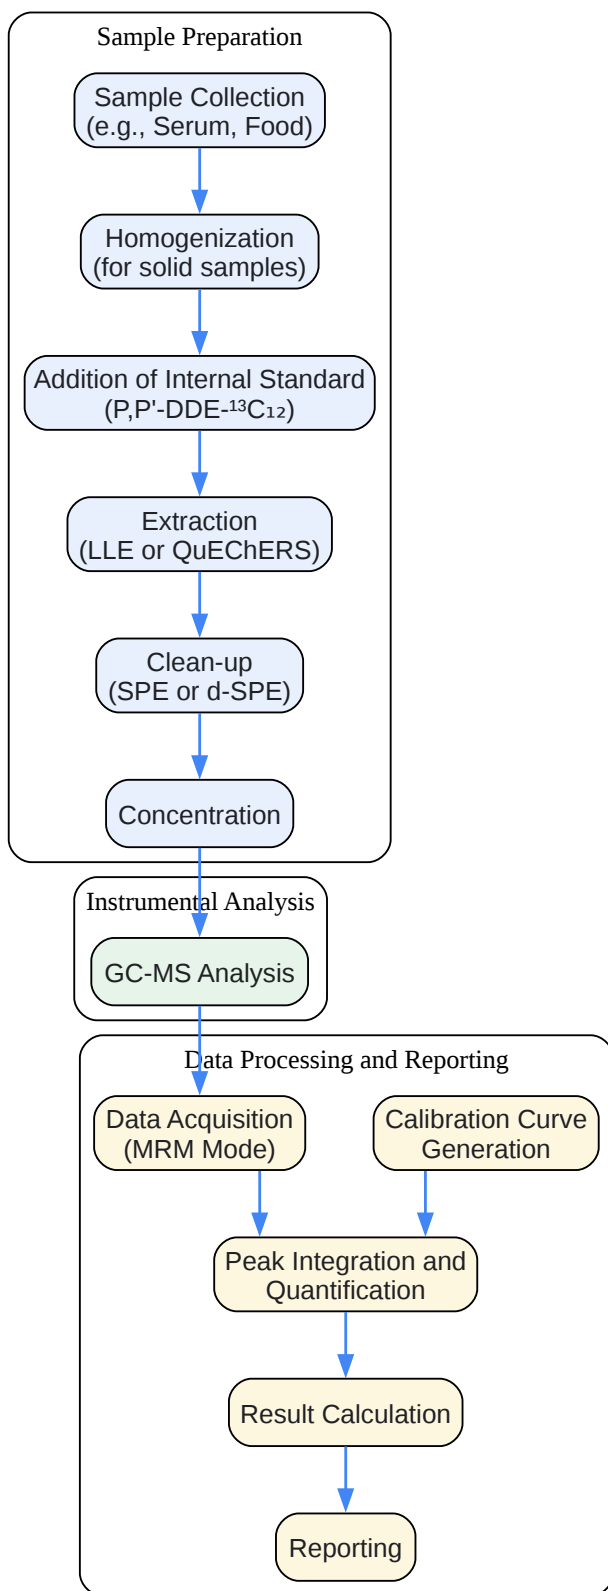 Sample Preparation
Sample Collection
(e.g., Serum, Food)
Homogenization
(for solid samples)
Addition of Internal Standard
(P,P'-DDE-¹³C₁₂)
Extraction
(LLE or QuEChERS)
Clean-up
(SPE or d-SPE)
Concentration
Instrumental Analysis
GC-MS Analysis
Data Processing and Reporting
Data Acquisition
(MRM Mode)
Calibration Curve
Generation
Peak Integration and
Quantification
Result Calculation
Reporting